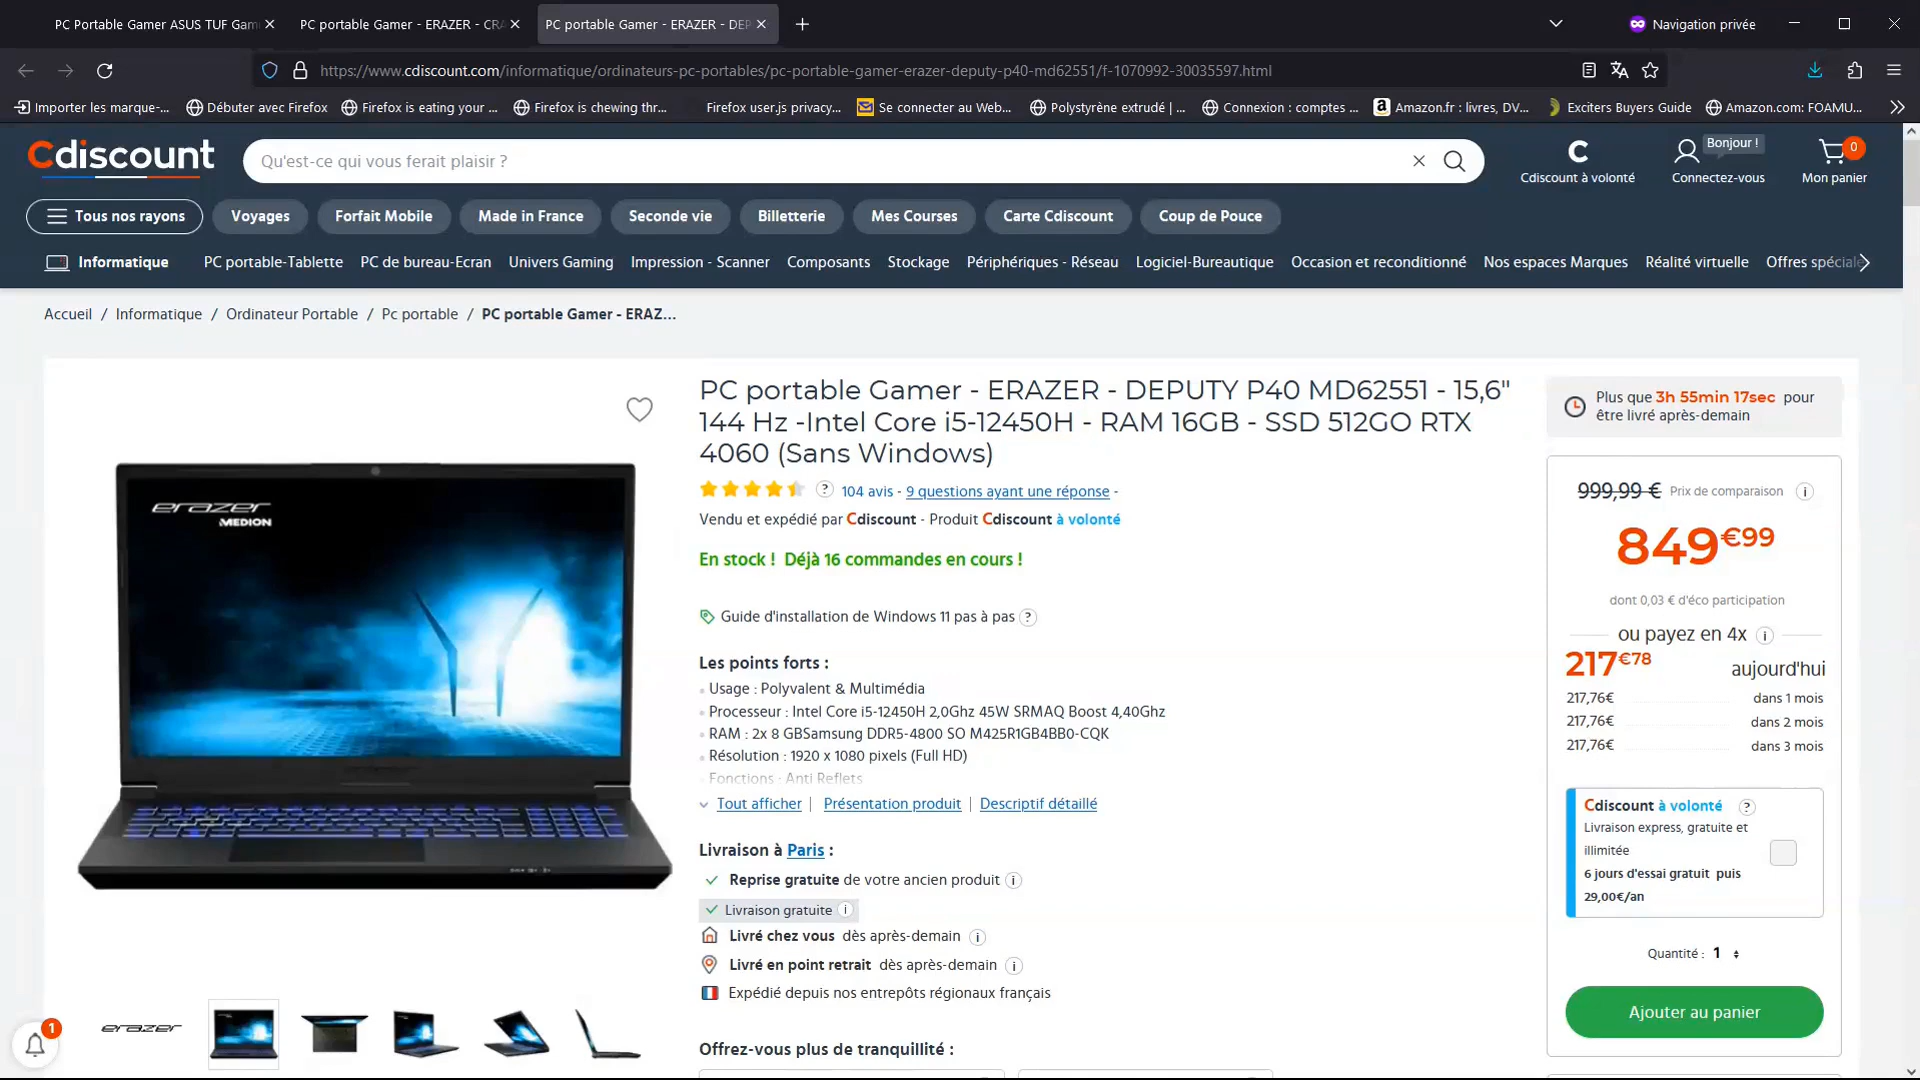 PC Portable Gamer ASUS TUF Gam
PC portable Gamer - ERAZER - CRA
PC portable Gamer - ERAZER - DEP
Navigation privée
https://www.cdiscount.com/informatique/ordinateurs-pc-portables/pc-portable-gamer-erazer-deputy-p40-md62551/f-1070992-30035597.html
Importer les marque-...
Débuter avec Firefox
Firefox is eating your ...
Firefox is chewing thr...
Firefox user.js privacy...
Se connecter au Web...
Polystyrène extrudé | ...
Connexion : comptes ...
Amazon.fr : livres, DV...
Exciters Buyers Guide
Amazon.com: FOAMU...
Cdiscount
Qu'est-ce qui vous ferait plaisir ?
C
Cdiscount à volonté
Bonjour !
Connectez-vous
0
Mon panier
Tous nos rayons
Voyages
Forfait Mobile
Made in France
Seconde vie
Billetterie
Mes Courses
Carte Cdiscount
Coup de Pouce
Informatique
PC portable-Tablette
PC de bureau-Ecran
Univers Gaming
Impression - Scanner
Composants
Stockage
Périphériques - Réseau
Logiciel-Bureautique
Occasion et reconditionné
Nos espaces Marques
Réalité virtuelle
Offres spéciale
Accueil / Informatique / Ordinateur Portable / Pc portable / PC portable Gamer - ERAZ...
erazer
MEDION
PC portable Gamer - ERAZER - DEPUTY P40 MD62551 - 15,6"
144 Hz -Intel Core i5-12450H - RAM 16GB - SSD 512GO RTX
4060 (Sans Windows)
? 104 avis - 9 questions ayant une réponse -
Vendu et expédié par Cdiscount - Produit Cdiscount à volonté
En stock ! Déjà 16 commandes en cours !
Guide d'installation de Windows 11 pas à pas ?
Les points forts :
Usage : Polyvalent & Multimédia
Processeur : Intel Core i5-12450H 2,0Ghz 45W SRMAQ Boost 4,40Ghz
RAM : 2x 8 GBSamsung DDR5-4800 SO M425R1GB4BB0-CQK
Résolution : 1920 x 1080 pixels (Full HD)
Fonctions : Anti Reflets
Tout afficher | Présentation produit | Descriptif détaillé
Livraison à Paris :
Reprise gratuite de votre ancien produit i
Livraison gratuite i
Livré chez vous dès après-demain i
Livré en point retrait dès après-demain i
Expédié depuis nos entrepôts régionaux français
Offrez-vous plus de tranquillité :
Plus que 3h 55min 17sec pour
être livré après-demain
999,99 € Prix de comparaison i
849€99
dont 0,03 € d'éco participation
ou payez en 4x i
217€78 aujourd'hui
217,76€ dans 1 mois
217,76€ dans 2 mois
217,76€ dans 3 mois
Cdiscount à volonté ?
Livraison express, gratuite et
illimitée
6 jours d'essai gratuit puis
29,00€/an
Quantité : 1
Ajouter au panier
1
erazer